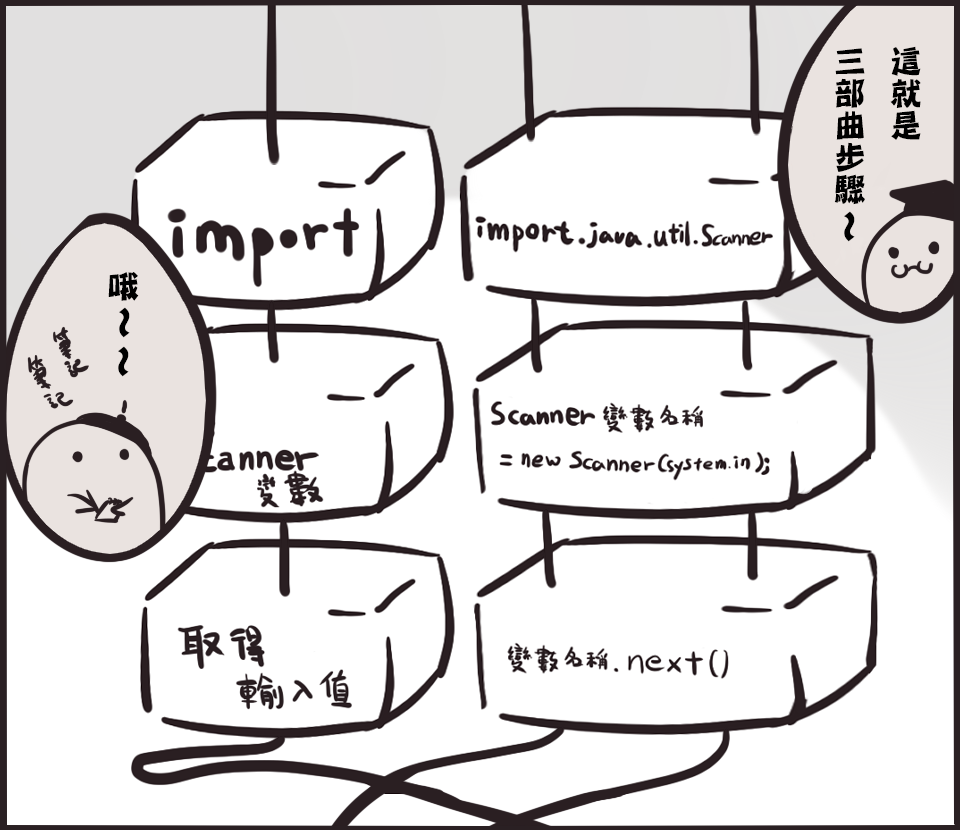 這就是
三部曲步驟~
import
import.java.util.Scanner
哦~~
筆記
筆記
canner
變數
Scanner 變數名稱
= new Scanner(system.in);
取得
輸入值
變數名稱.next()